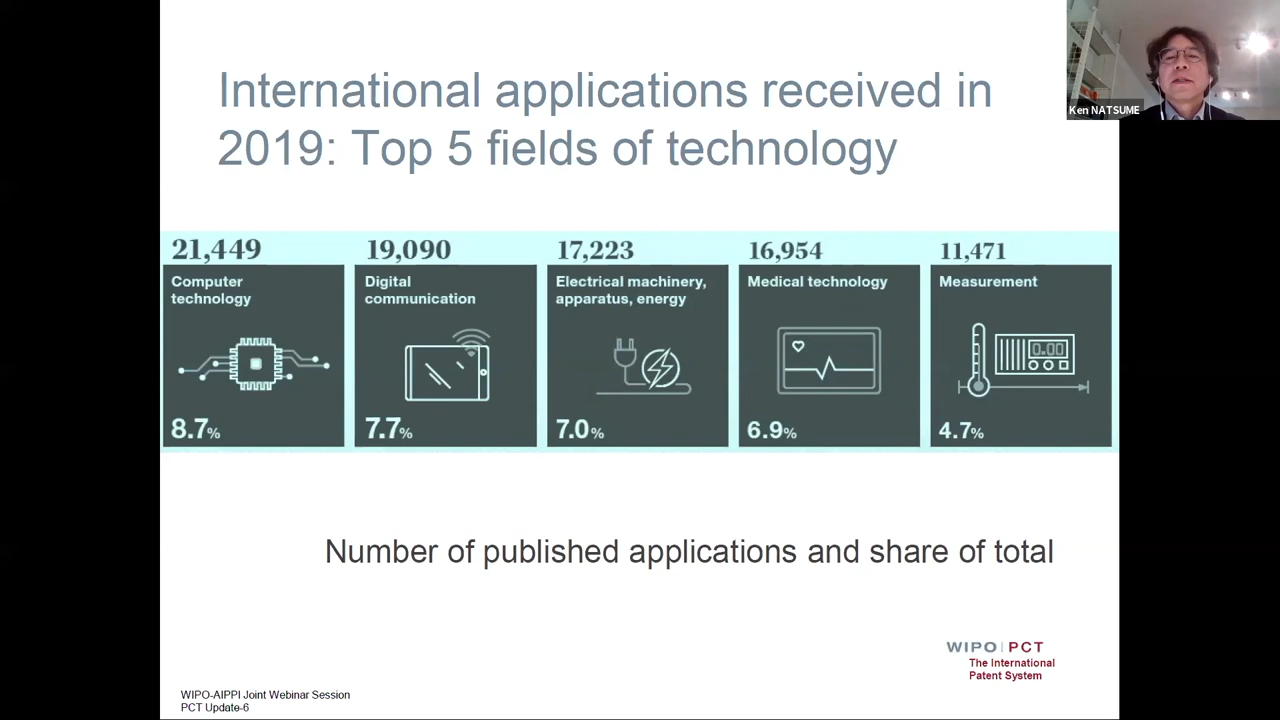 International applications received in
2019: Top 5 fields of technology
Ken NATSUME
21,449
Computer
technology
8.7%
19,090
Digital
communication
7.7%
17,223
Electrical machinery,
apparatus, energy
7.0%
16,954
Medical technology
6.9%
11,471
Measurement
0.00
4.7%
Number of published applications and share of total
WIPO|PCT
The International
Patent System
WIPO-AIPPI Joint Webinar Session
PCT Update-6